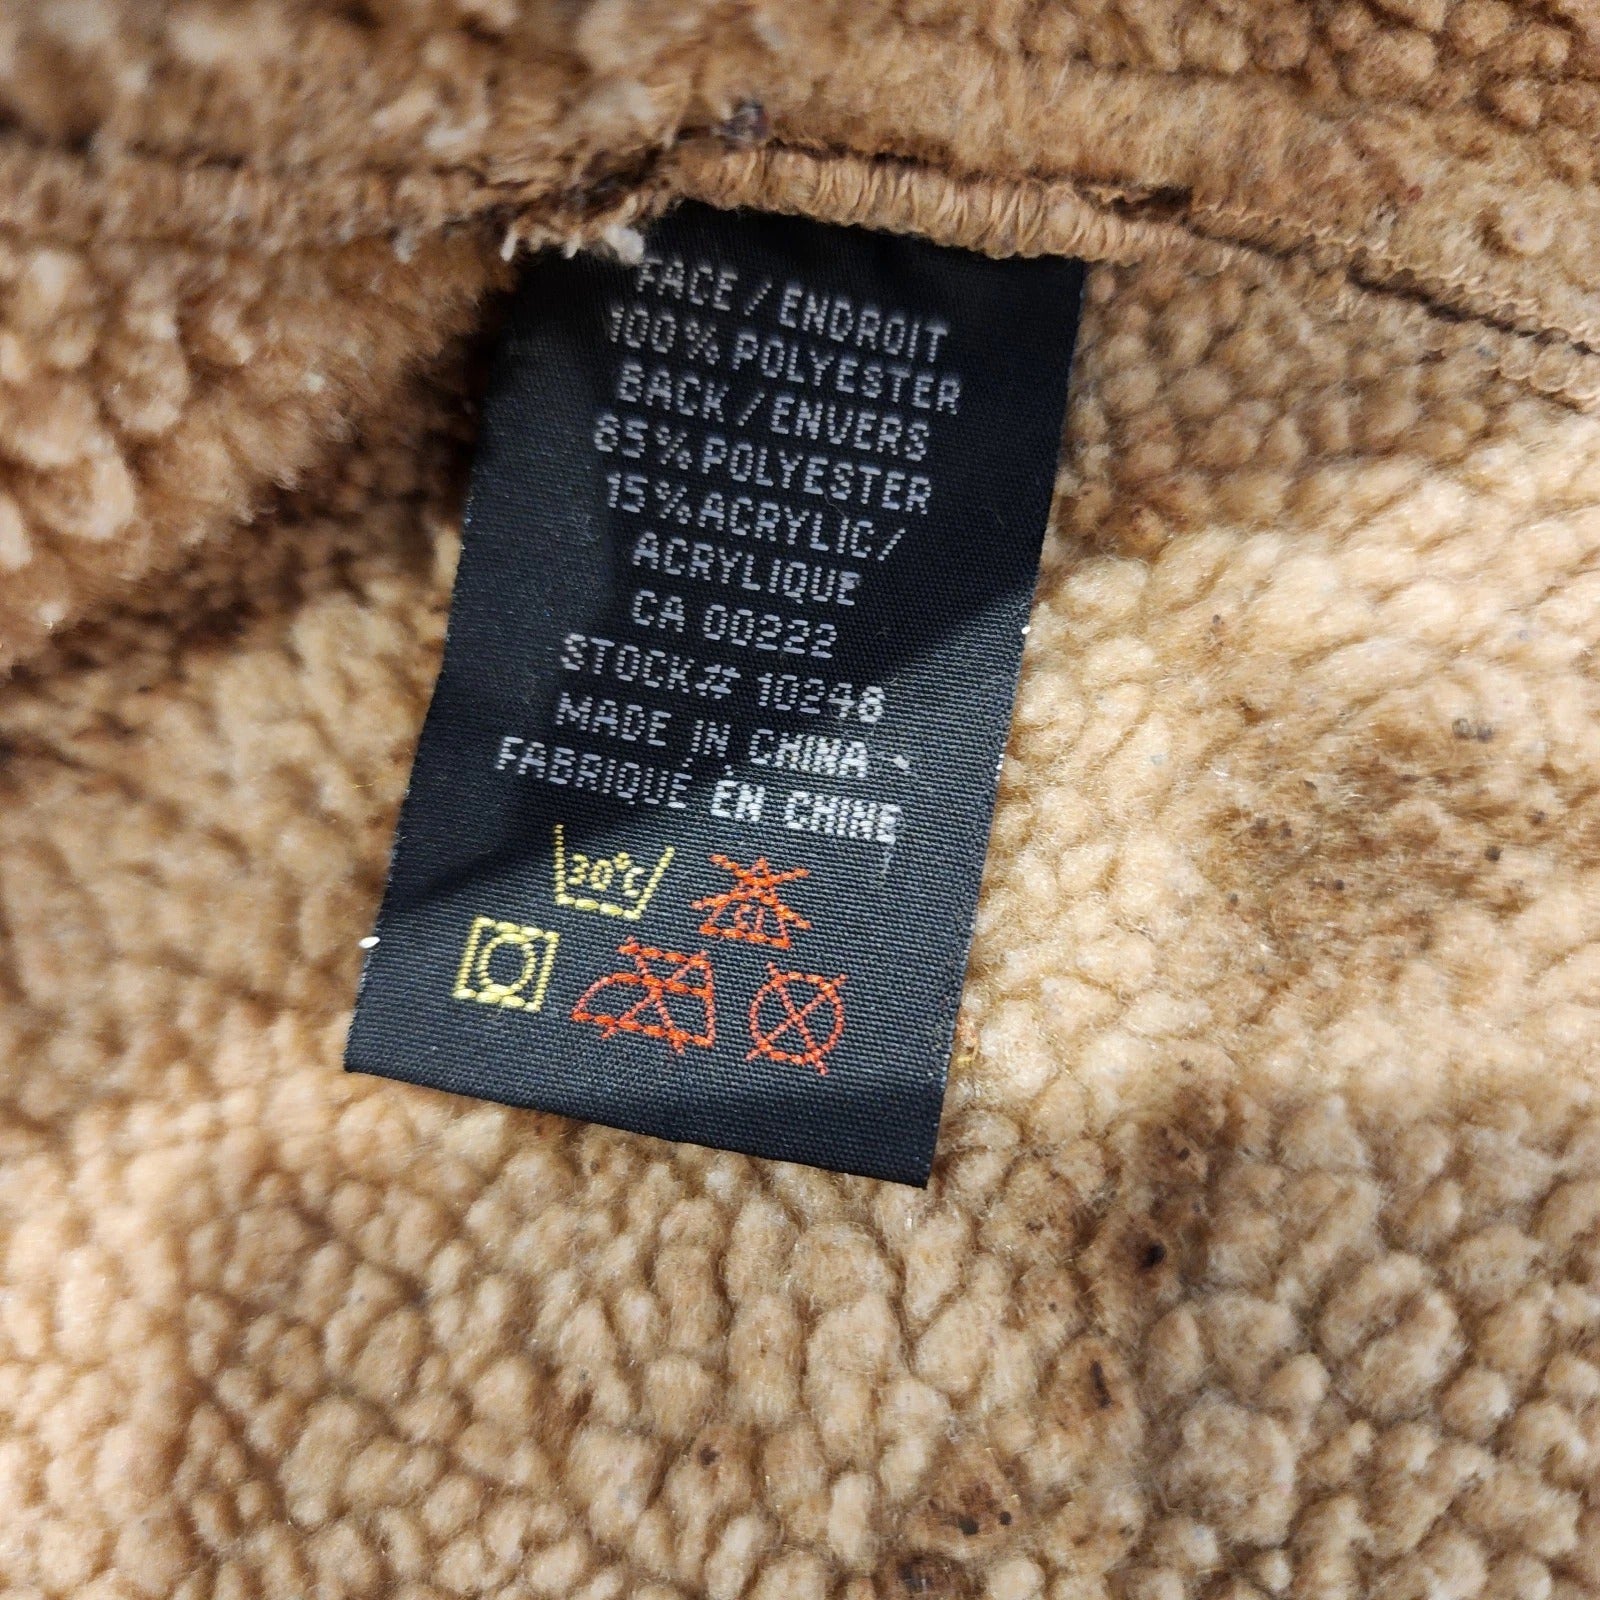 FACE / ENDROIT
100% POLYESTER
BACK / ENVERS
65% POLYESTER
15% ACRYLIC /
ACRYLIQUE
CA 00222
STOCK# 10248
MADE IN CHINA
FABRIQUÉ EN CHINE
30°C
CL